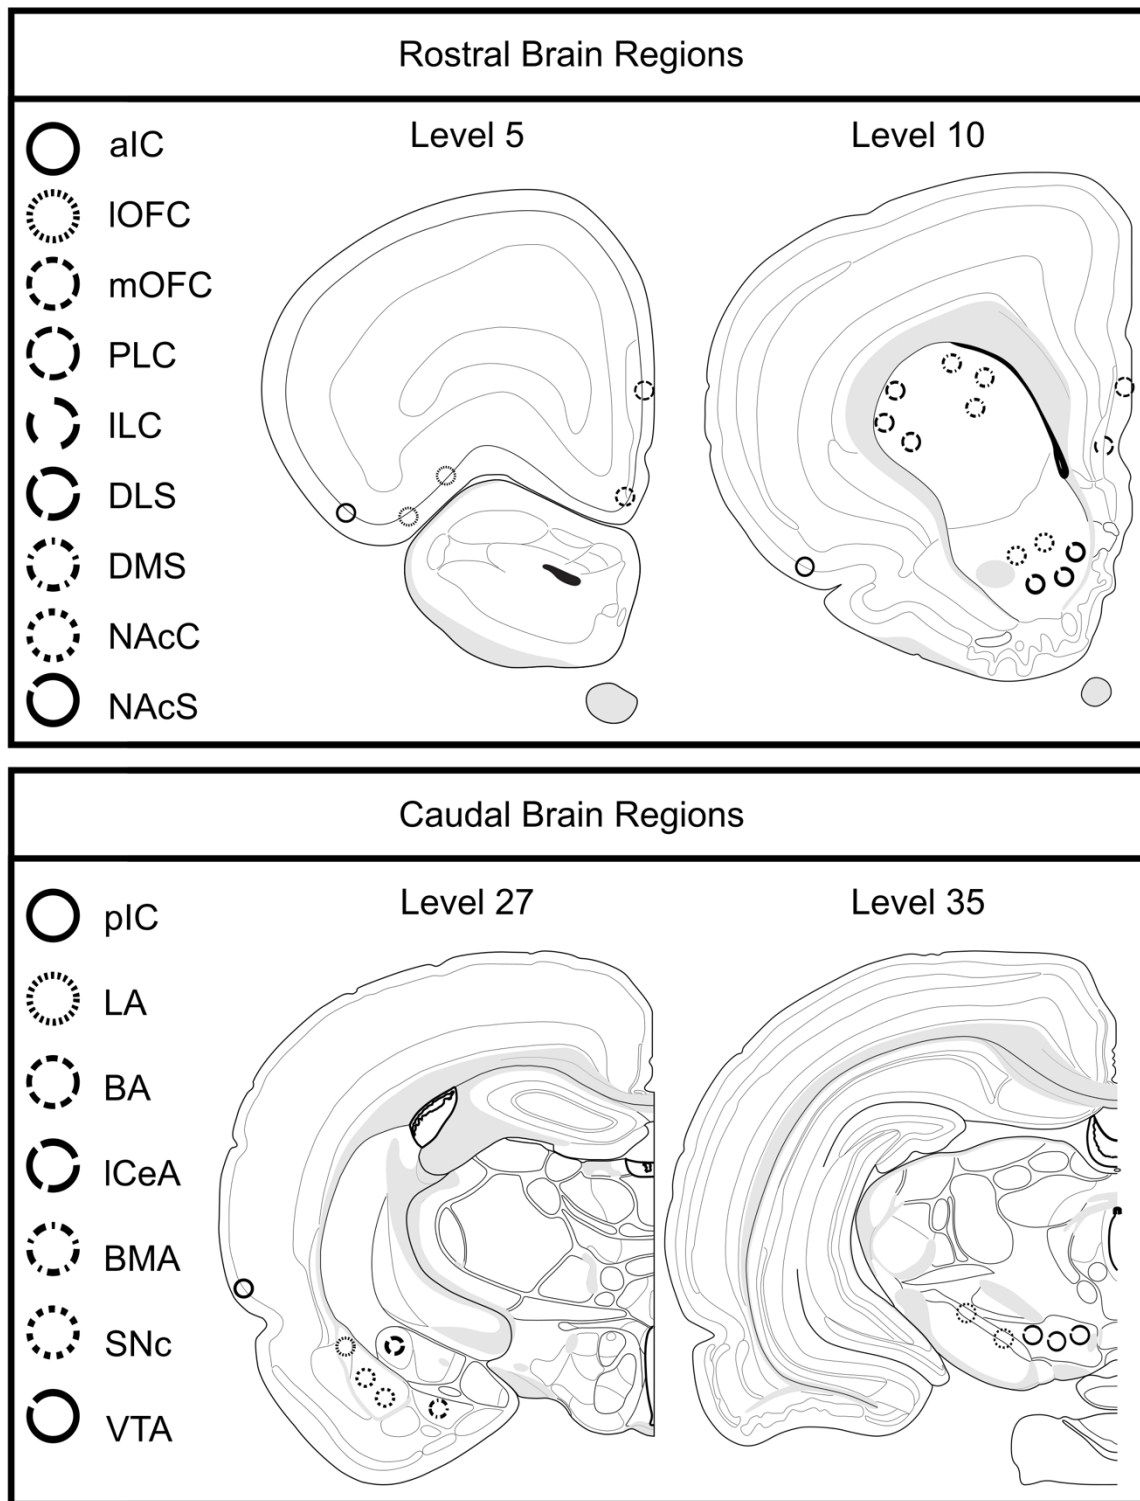 Rostral Brain Regions
Level 5
Level 10
aIC
lOFC
mOFC
PLC
ILC
DLS
DMS
NAcC
NAcS
Caudal Brain Regions
Level 27
Level 35
pIC
LA
BA
lCeA
BMA
SNc
VTA